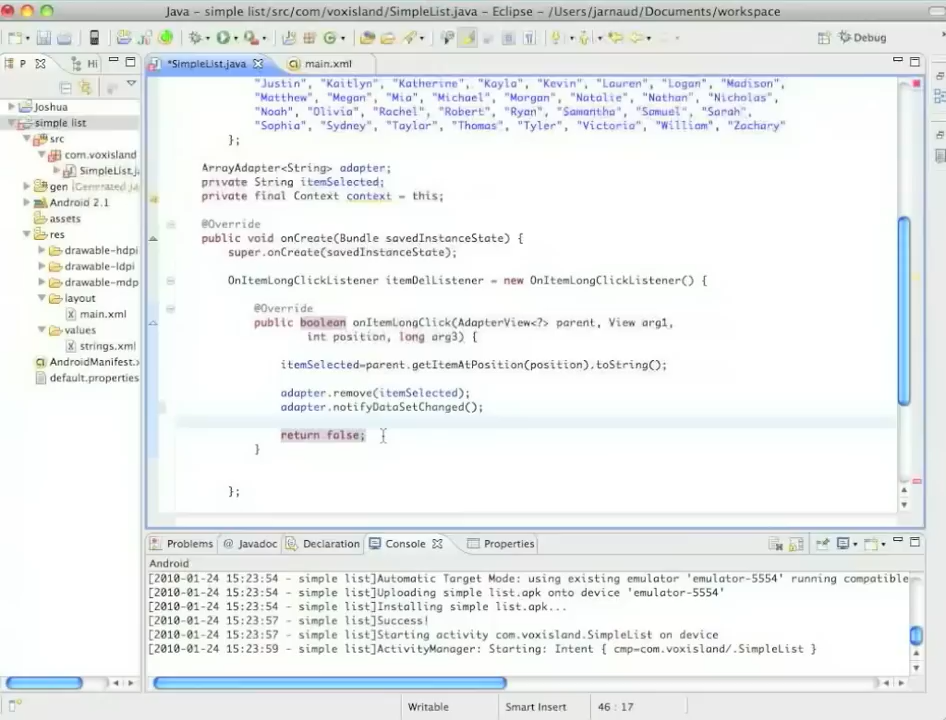 Java - simple list/src/com/voxisland/SimpleList.java - Eclipse - /Users/jarnaud/Documents/workspace
Debug
P
Hi
*SimpleList.java
main.xml
Joshua
simple list
src
com.voxisland
SimpleList.j
gen [Generated Ja
Android 2.1
assets
res
drawable-hdpi
drawable-ldpi
drawable-mdp
layout
main.xml
values
strings.xml
AndroidManifest.
default.properties
"Justin", "Kaitlyn", "Katherine", "Kayla", "Kevin", "Lauren", "Logan", "Madison",
"Matthew", "Megan", "Mia", "Michael", "Morgan", "Natalie", "Nathan", "Nicholas",
"Noah", "Olivia", "Rachel", "Robert", "Ryan", "Samantha", "Samuel", "Sarah",
"Sophia", "Sydney", "Taylar", "Thomas", "Tyler", "Victoria", "William", "Zachary"
};
ArrayAdapter<String> adapter;
private String itemSelected;
private final Context context = this;
@Override
public void onCreate(Bundle savedInstanceState) {
super.onCreate(savedInstanceState);
OnItemLongClickListener itemDelListener = new OnItemLongClickListener() {
@Override
public boolean onItemLongClick(AdapterView<?> parent, View arg1,
int position, long arg3) {
itemSelected=parent.getItemAtPosition(position).toString();
adapter.remove(itemSelected);
adapter.notifyDataSetChanged();
return false;
}
};
Problems
@ Javadoc
Declaration
Console
Properties
Android
[2010-01-24 15:23:54 - simple list]Automatic Target Mode: using existing emulator 'emulator-5554' running compatible
[2010-01-24 15:23:54 - simple list]Uploading simple list.apk onto device 'emulator-5554'
[2010-01-24 15:23:54 - simple list]Installing simple list.apk...
[2010-01-24 15:23:57 - simple list]Success!
[2010-01-24 15:23:57 - simple list]Starting activity com.voxisland.SimpleList on device
[2010-01-24 15:23:59 - simple list]ActivityManager: Starting: Intent { cmp=com.voxisland/.SimpleList }
Writable
Smart Insert
46 : 17